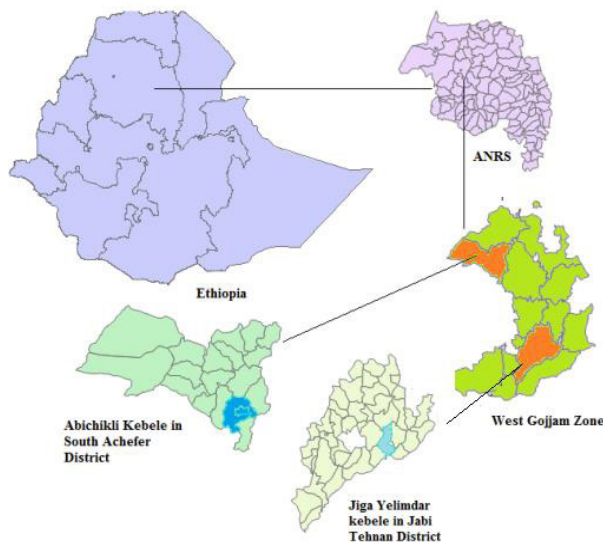 ANRS
Ethiopia
West Gojjam Zone
Abichikli Kebele in
South Achefer
District
Jiga Yelimdar
kebele in Jabi
Tehnan District